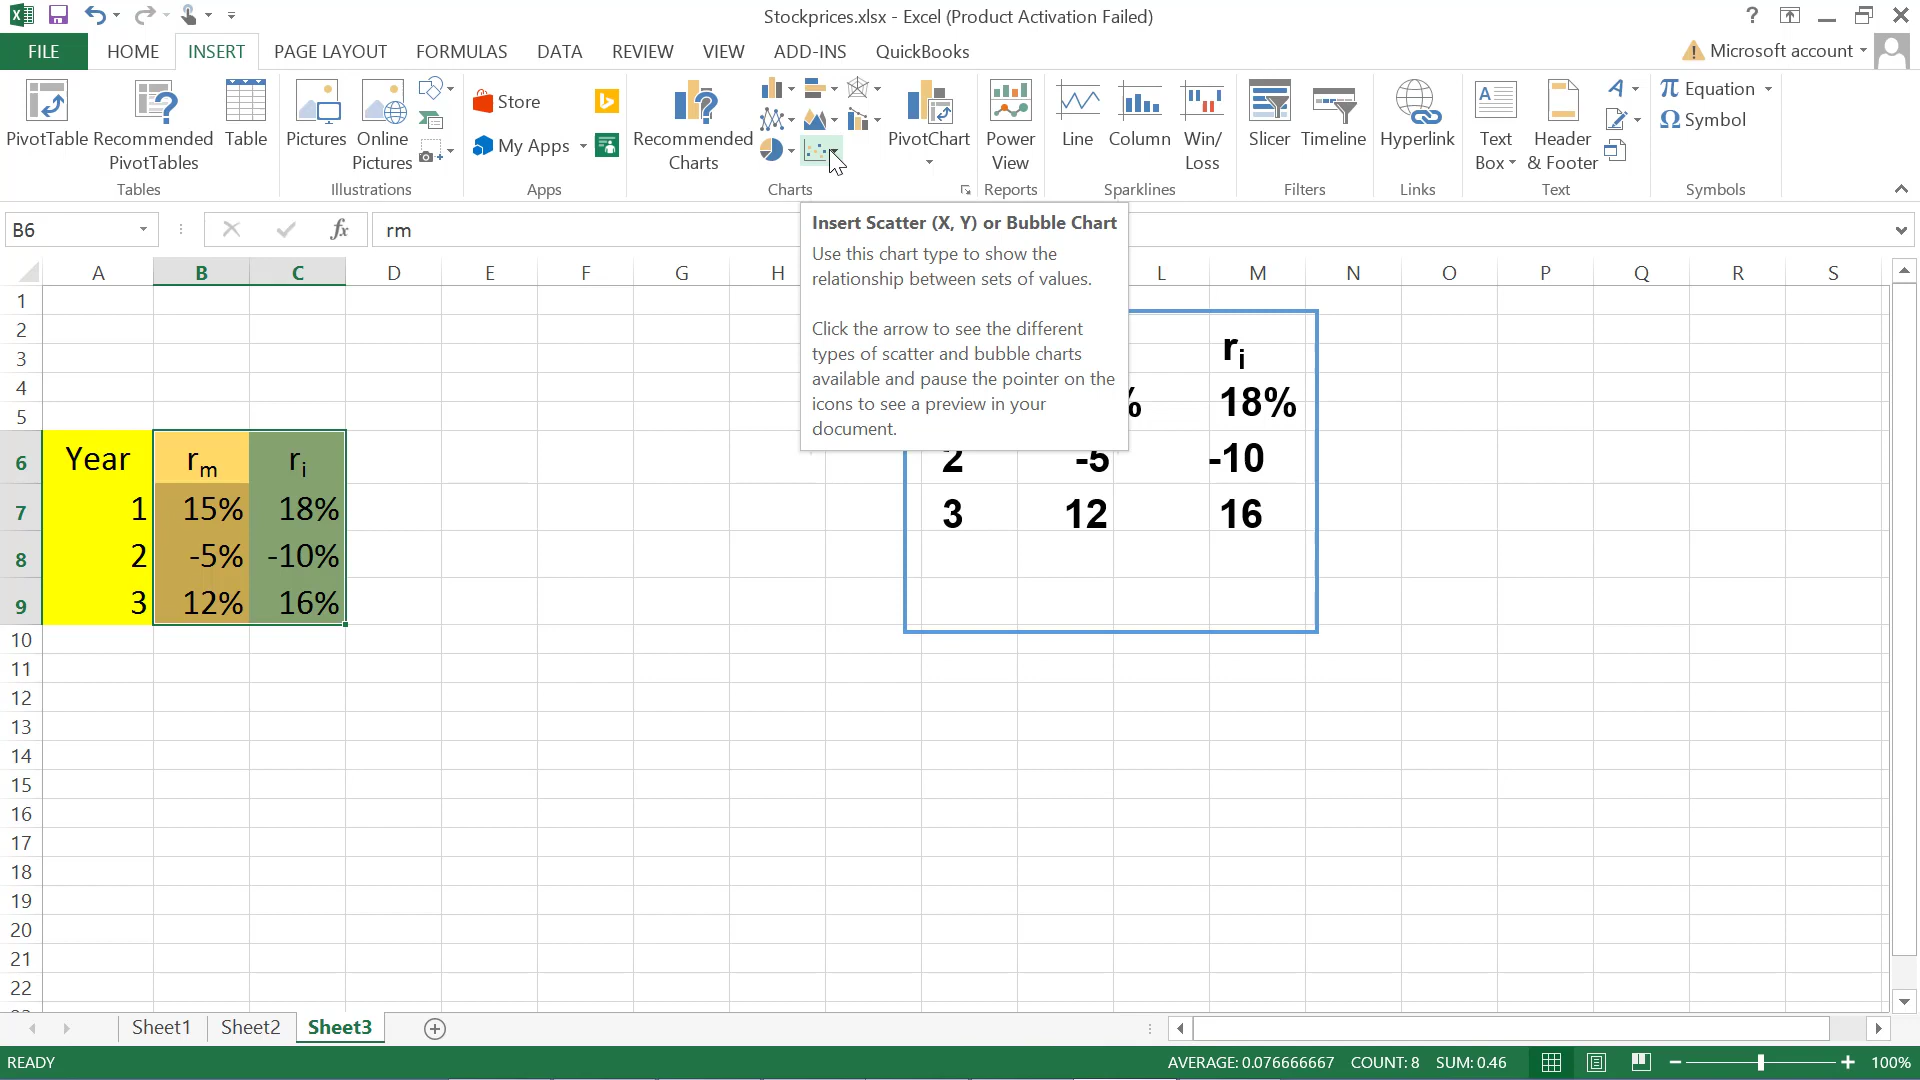 Stockprices.xlsx - Excel (Product Activation Failed)
?
FILE HOME INSERT PAGE LAYOUT FORMULAS DATA REVIEW VIEW ADD-INS QuickBooks Microsoft account
PivotTable Recommended PivotTables Table
Tables
Pictures Online Pictures
Illustrations
Store
My Apps
Apps
Recommended Charts
PivotChart
Charts
Power View
Reports
Line Column Win/ Loss
Sparklines
Slicer Timeline
Filters
Hyperlink
Links
Text Box Header & Footer
Text
π Equation
Ω Symbol
Symbols
B6 fx rm
Insert Scatter (X, Y) or Bubble Chart
Use this chart type to show the
relationship between sets of values.
Click the arrow to see the different
types of scatter and bubble charts
available and pause the pointer on the
icons to see a preview in your
document.
A B C D E F G H L M N O P Q R S
1
2
3
4
5
6 Year rm ri
7 1 15% 18%
8 2 -5% -10%
9 3 12% 16%
10
11
12
13
14
15
16
17
18
19
20
21
22
ri
% 18%
2 -5 -10
3 12 16
Sheet1 Sheet2 Sheet3
READY AVERAGE: 0.076666667 COUNT: 8 SUM: 0.46 100%